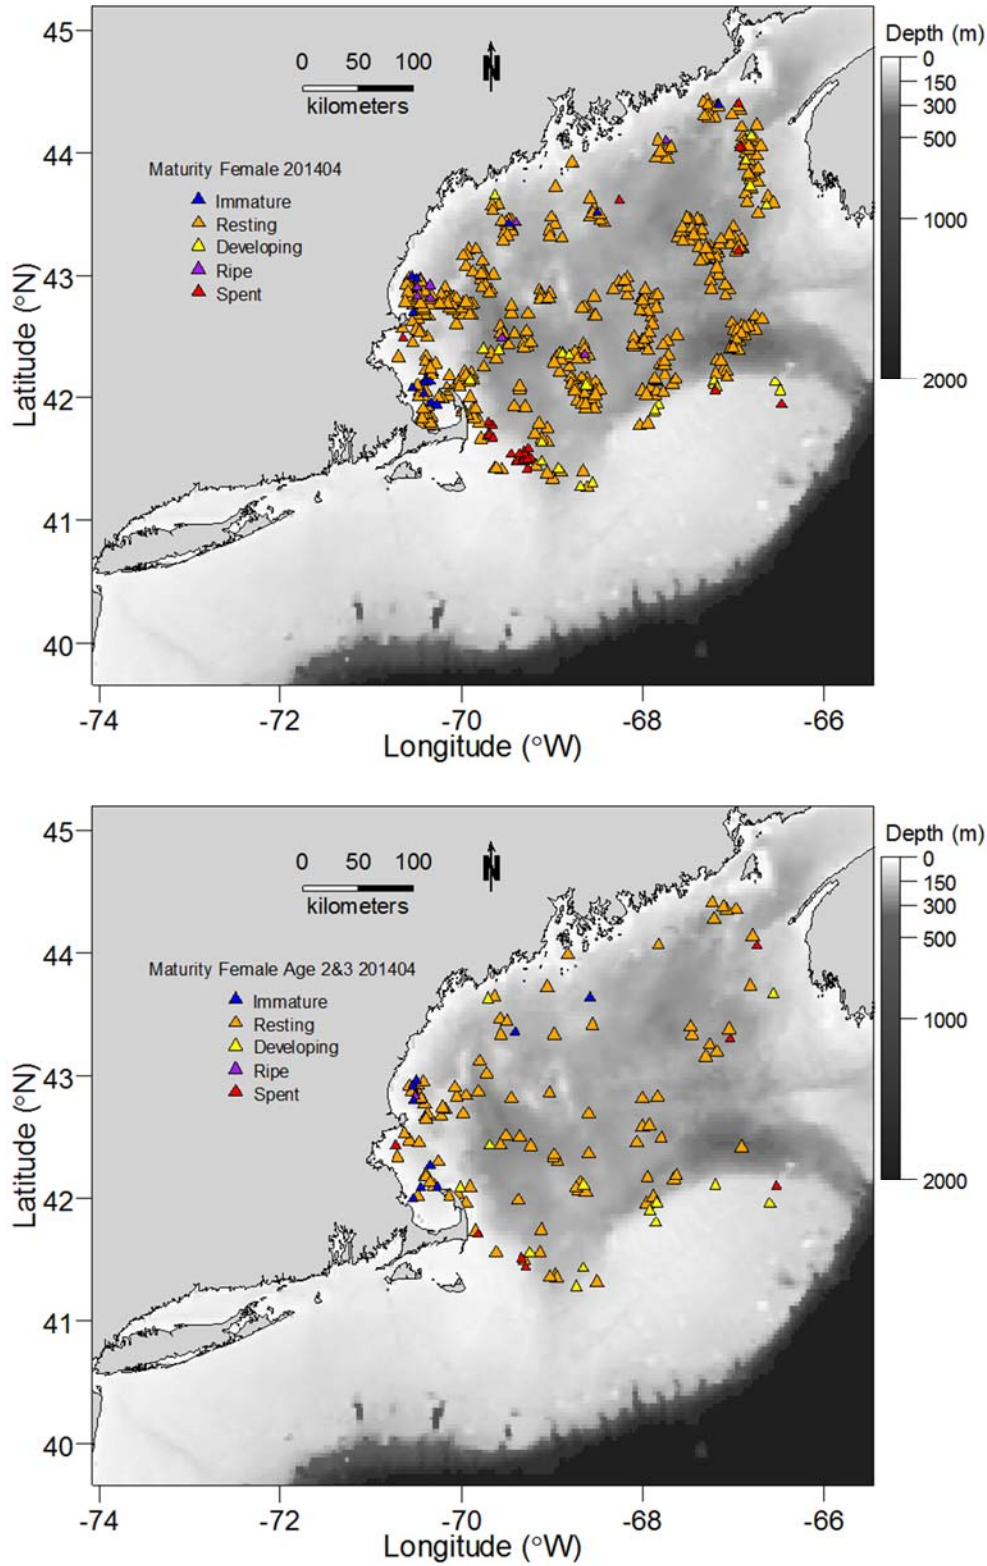 45
44
43
42
41
40
Latitude (°N)
0 50 100
kilometers
N
Maturity Female 201404
Immature
Resting
Developing
Ripe
Spent
Depth (m)
0
150
300
500
1000
2000
-74 -72 -70 -68 -66
Longitude (°W)
45
44
43
42
41
40
Latitude (°N)
0 50 100
kilometers
N
Maturity Female Age 2&3 201404
Immature
Resting
Developing
Ripe
Spent
Depth (m)
0
150
300
500
1000
2000
-74 -72 -70 -68 -66
Longitude (°W)